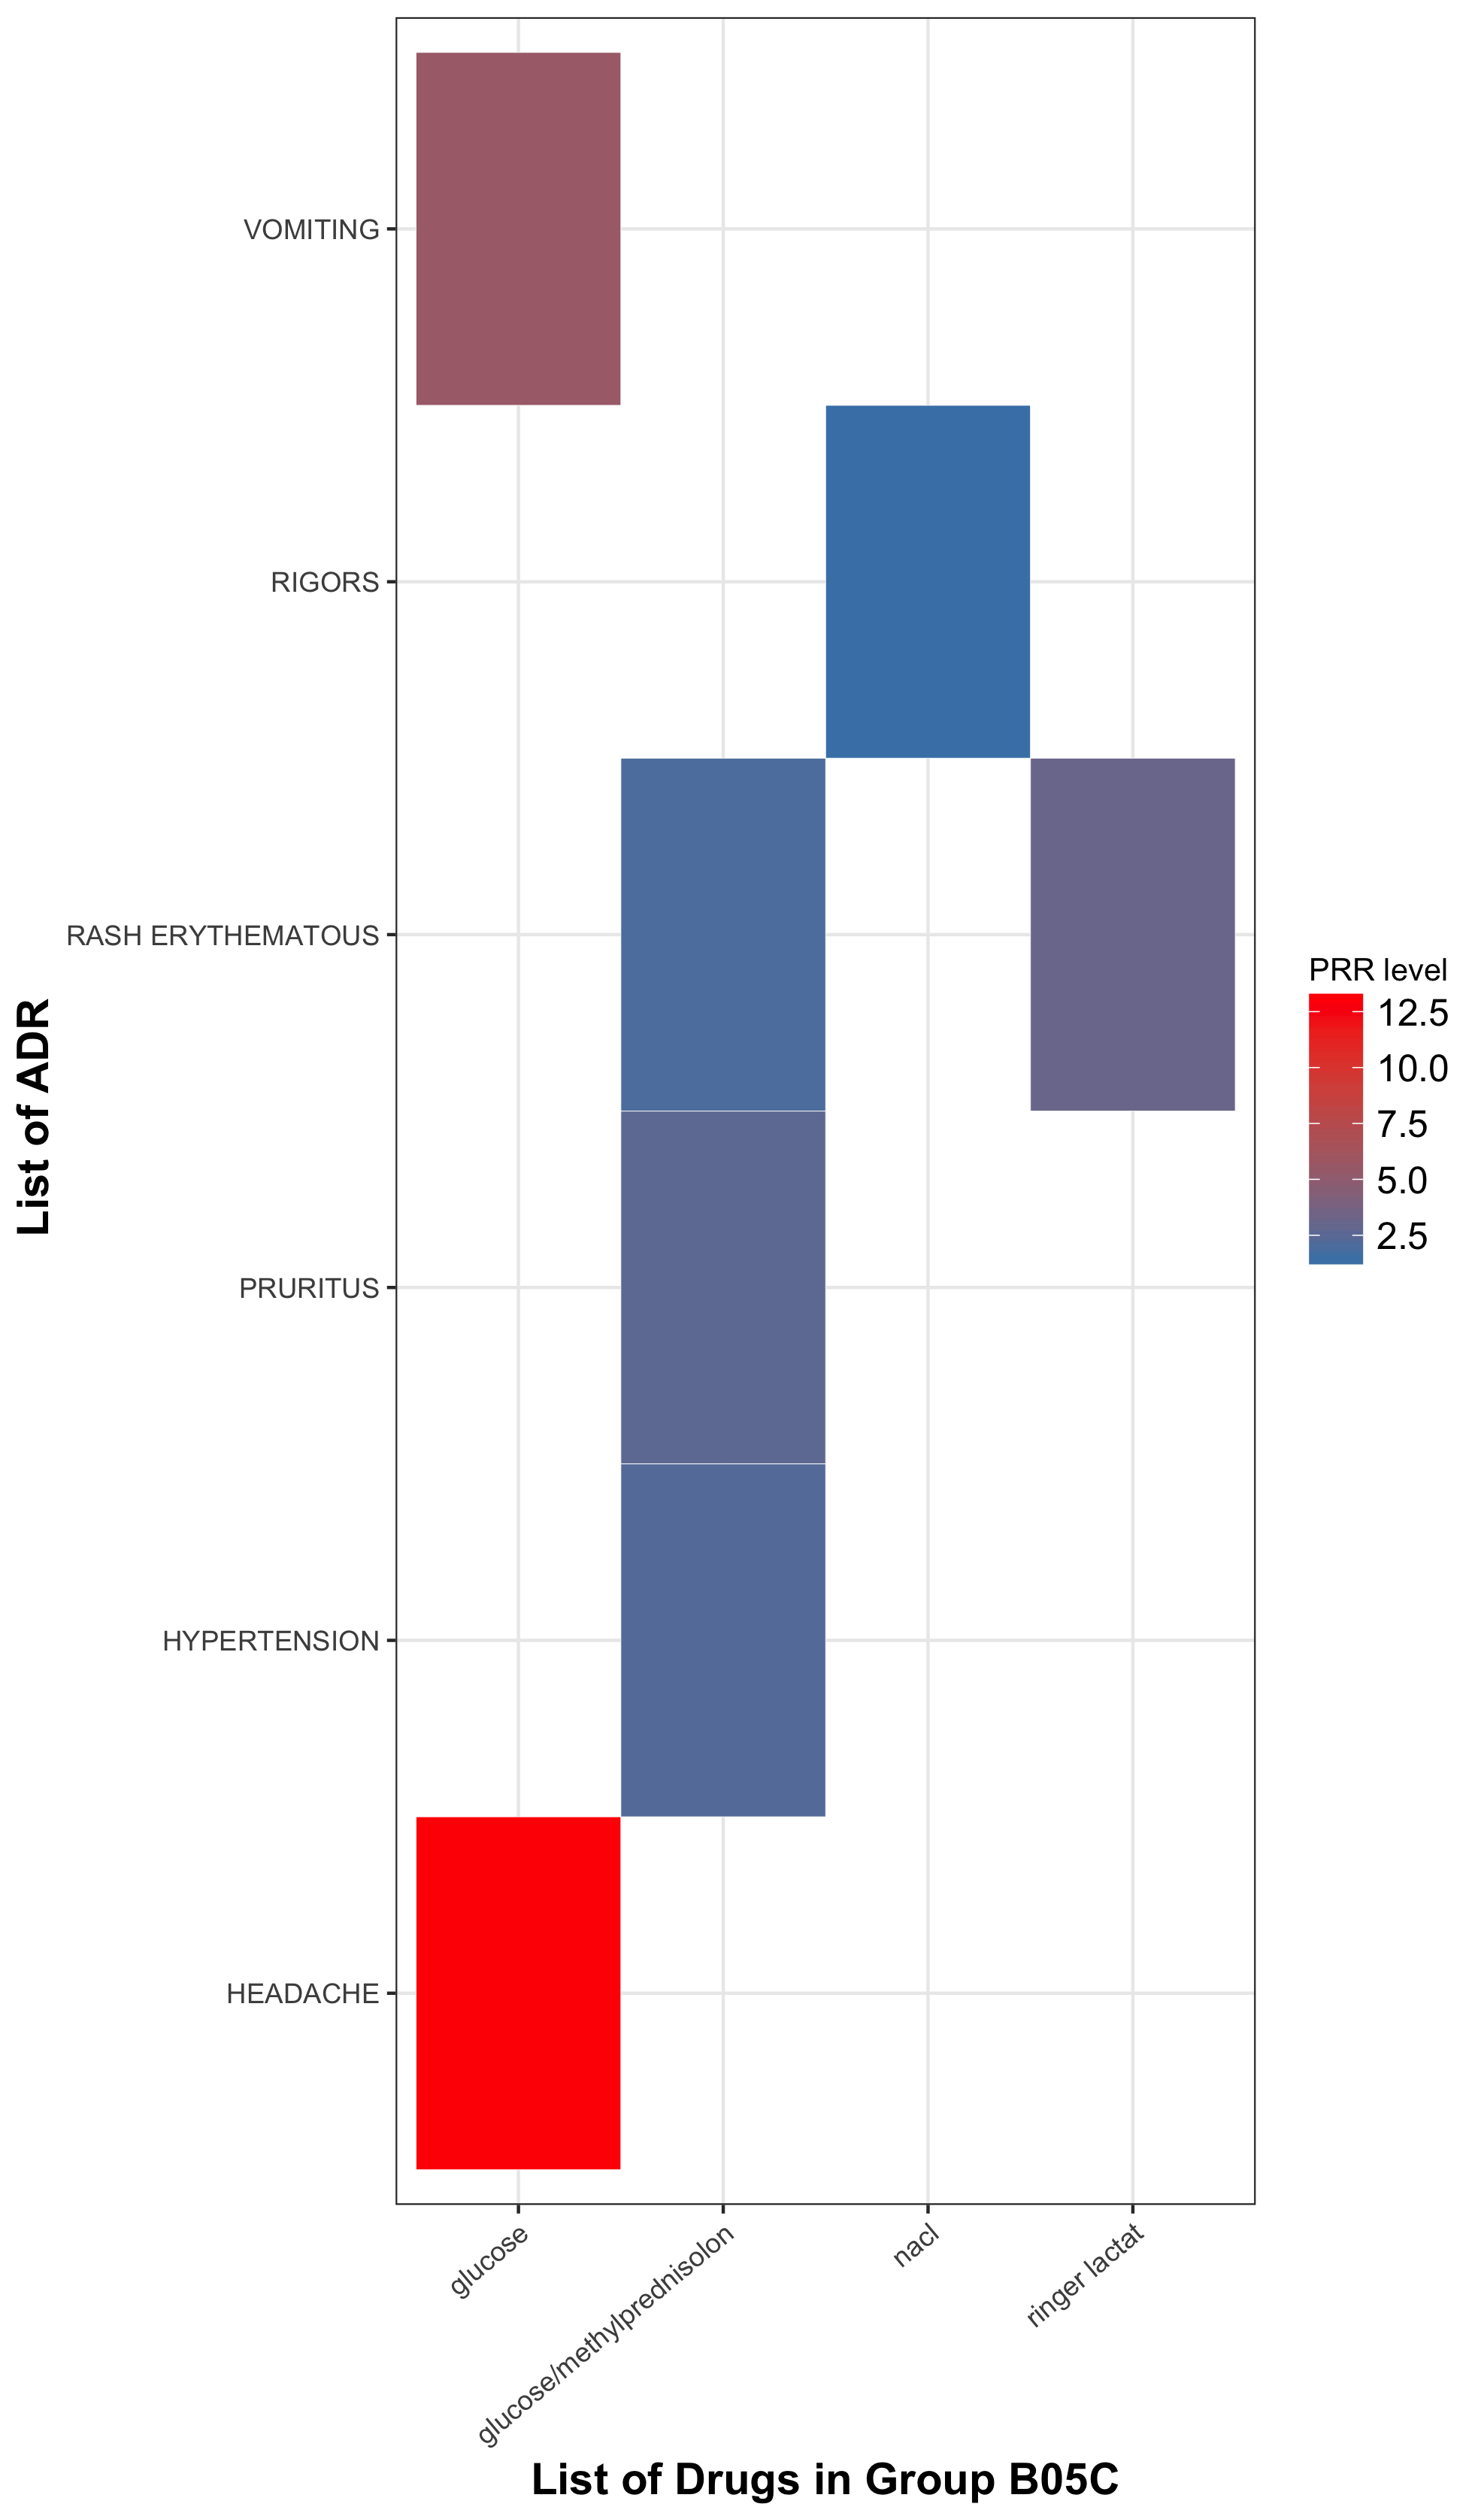 VOMITING
RIGORS
RASH ERYTHEMATOUS
PRURITUS
HYPERTENSION
HEADACHE
List of ADR
glucose
glucose/methylprednisolon
nacl
ringer lactat
List of Drugs in Group B05C
PRR level
12.5
10.0
7.5
5.0
2.5